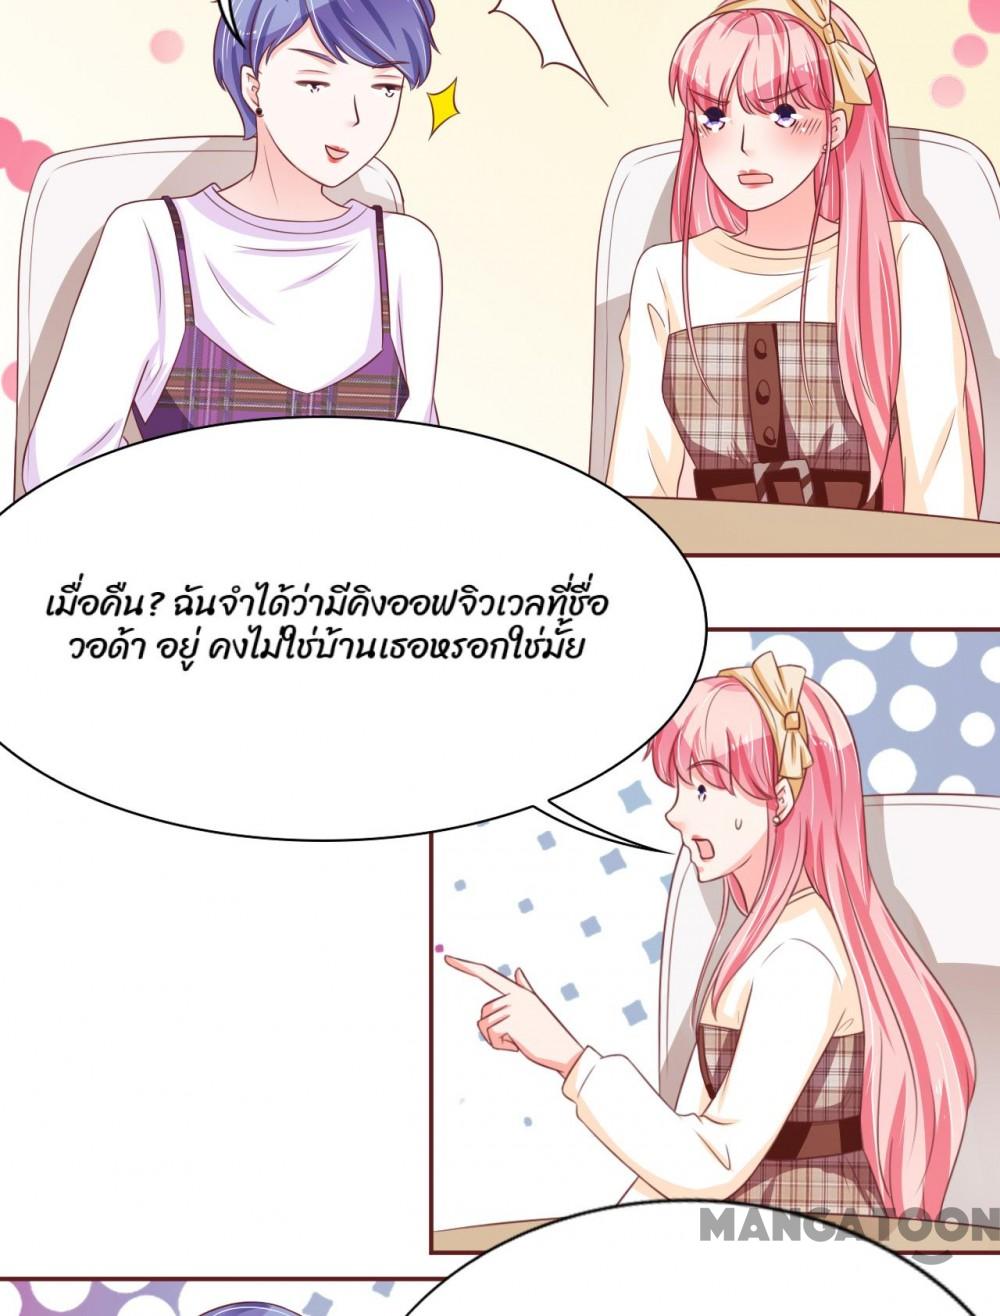 เมื่อคืน? ฉันจำได้ว่ามีคิงออฟจิวเวลที่ชื่อ
วอด้า อยู่ คงไม่ใช่บ้านเธอหรอกใช่มั้ย
MANGATOON